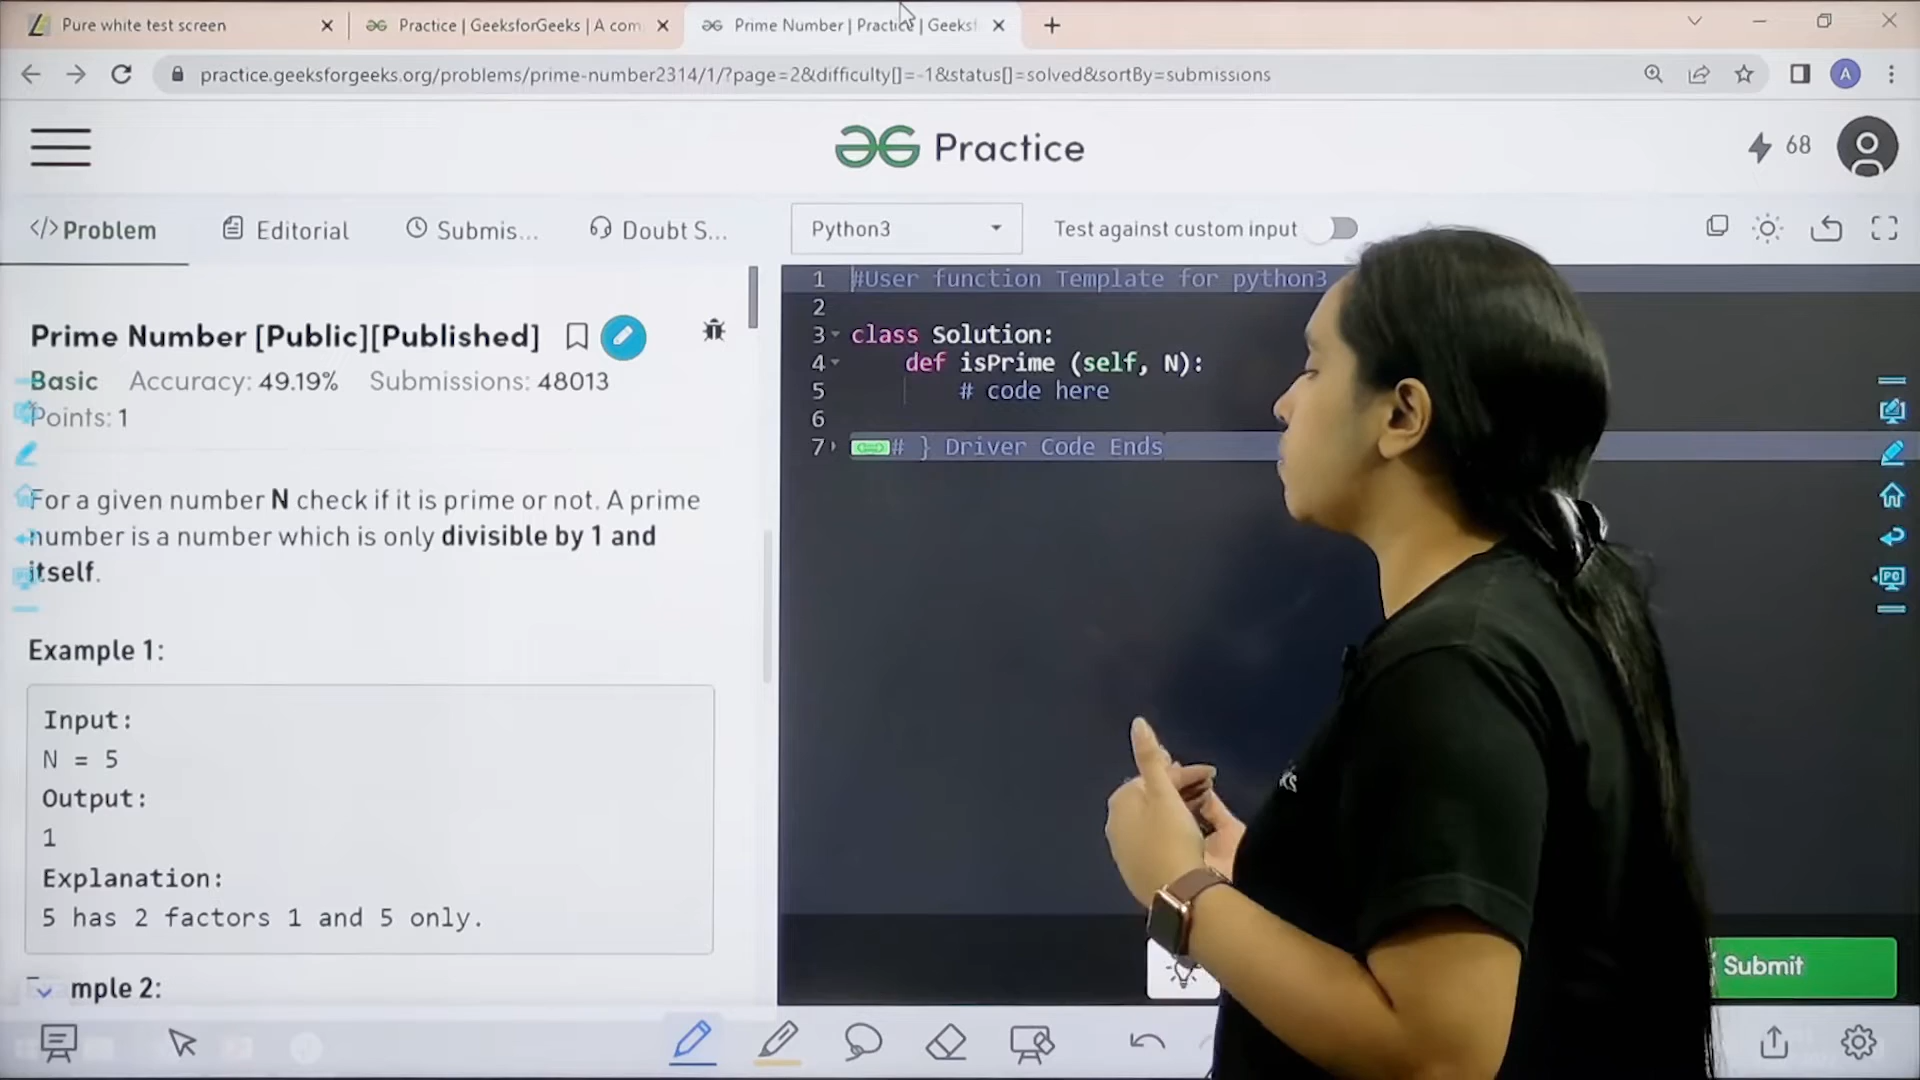 Pure white test screen
Practice | GeeksforGeeks | A com
Prime Number | Practice | Geeksf
practice.geeksforgeeks.org/problems/prime-number2314/1/?page=2&difficulty[]=-1&status[]=solved&sortBy=submissions
A
Practice
68
</> Problem
Editorial
Submis...
Doubt S...
Python3
Test against custom input
Prime Number [Public][Published]
Basic Accuracy: 49.19% Submissions: 48013
Points: 1
For a given number N check if it is prime or not. A prime
number is a number which is only divisible by 1 and
itself.
Example 1:
Input:
N = 5
Output:
1
Explanation:
5 has 2 factors 1 and 5 only.
mple 2:
1 #User function Template for python3
2
3 class Solution:
4 def isPrime (self, N):
5 # code here
6
7 # } Driver Code Ends
PC
Submit